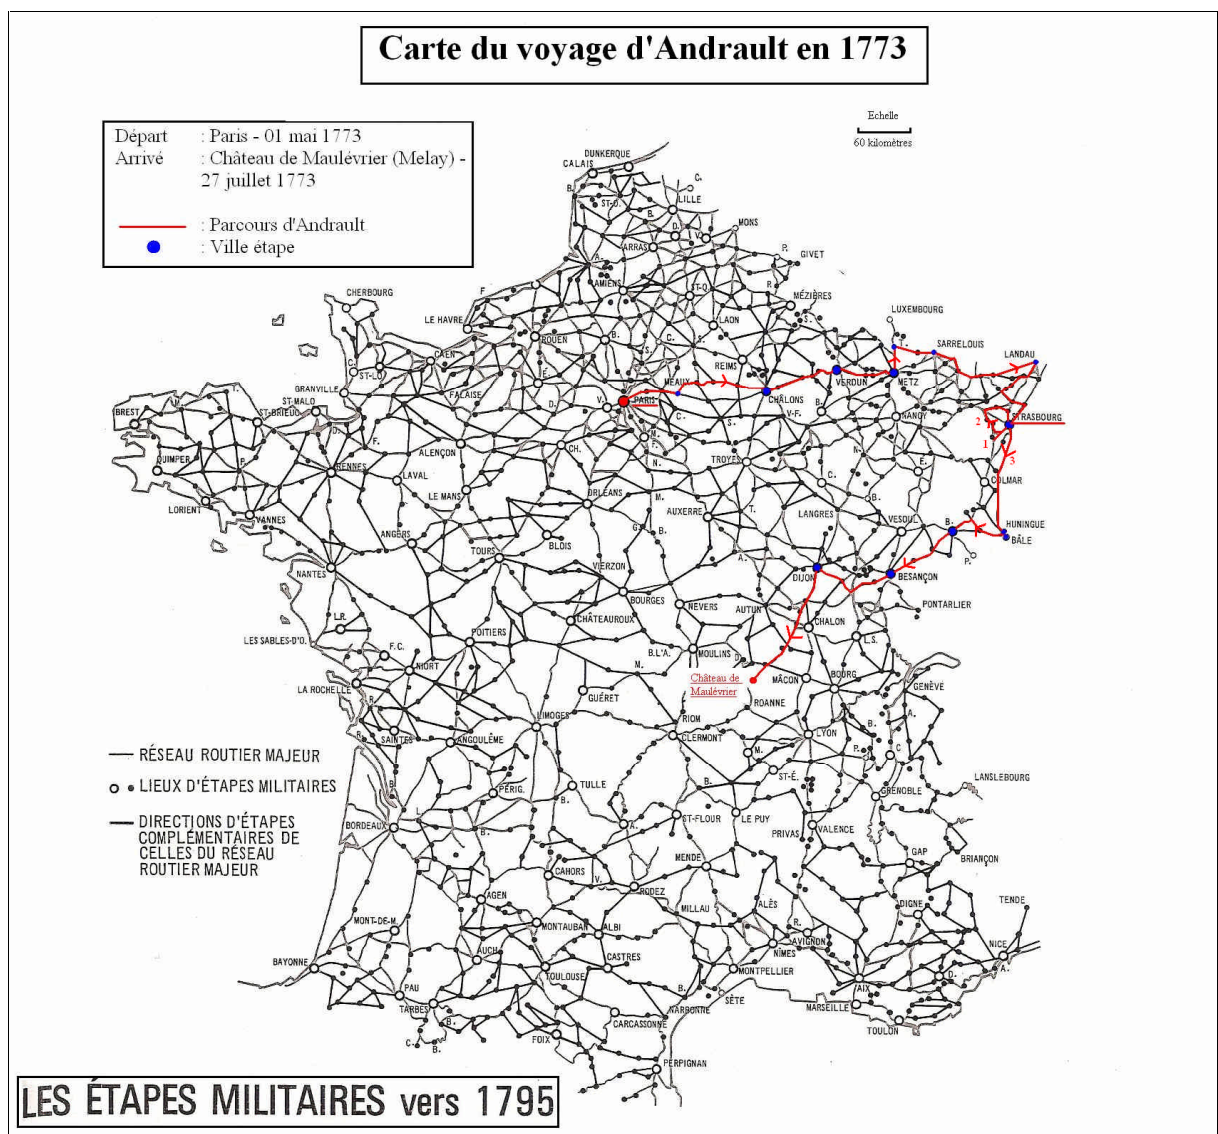 Carte du voyage d'Andrault en 1773
Départ : Paris - 01 mai 1773
Arrivé : Château de Maulévrier (Melay) -
27 juillet 1773
: Parcours d'Andrault
: Ville étape
Echelle
60 kilomètres
DUNKERQUE
CALAIS
C.
B.
ST-O.
LILLE
B.
D.
V.
MONS
ARRAS
P.
GIVET
A.
AMIENS
ST-Q.
R.
MÉZIÈRES
CHERBOURG
F
LE HAVRE
LAON
S.
LUXEMBOURG
ROUEN
B.
C.
S.
T.
SARRELOUIS
LANDAU
CAEN
C.
ST-LO
REIMS
VERDUN
METZ
GRANVILLE
FALAISE
É.
MEAUX
CHÂLONS
ST-MALO
T.
M.
BREST
ST-BRIEUC
D.
V.
PARIS
C.
S.
V-F.
B.
NANCY
2
STRASBOURG
D.
F.
ALENÇON
CH.
M.
F.
N.
TROYES
N.
É.
1
3
QUIMPER
P.
RENNES
LAVAL
LE MANS
ORLÉANS
M.
C.
B.
COLMAR
LORIENT
VANNES
ANGERS
AUXERRE
T.
LANGRES
VESOUL
B.
HUNINGUE
BÂLE
G.
B.
BLOIS
TOURS
VIERZON
A.
DIJON
BESANÇON
P.
NANTES
BOURGES
NEVERS
AUTUN
PONTARLIER
L.R.
CHÂTEAUROUX
CHALON
LES SABLES-D'O.
POITIERS
L.S.
F.C.
B.L'A.
MOULINS
D.
NIORT
M.
Château de
Maulévrier
MÂCON
BOURG
GENÈVE
LA ROCHELLE
GUÉRET
ROANNE
R.
LIMOGES
RIOM
CLERMONT
LYON
B.
A.
R.
SAINTES
ANGOULÊME
M.
P.
C
RÉSEAU ROUTIER MAJEUR
LIEUX D'ÉTAPES MILITAIRES
DIRECTIONS D'ÉTAPES
COMPLÉMENTAIRES DE
CELLES DU RÉSEAU
ROUTIER MAJEUR
B.
PÉRIG.
TULLE
B.
B.
ST-É.
GRENOBLE
LANSLEBOURG
L.
BORDEAUX
B.
A.
ST-FLOUR
LE PUY
PRIVAS
VALENCE
MENDE
GAP
BRIANÇON
CAHORS
V.
AGEN
RODEZ
MILLAU
ALÈS
DIGNE
TENDE
MONT-DE-M.
MONTAUBAN
ALBI
R.
AVIGNON
NICE
BAYONNE
AUCH
CASTRES
NÎMES
A.
TOULOUSE
MONTPELLIER
D.
PAU
B.
SÈTE
AIX
TARBES
NARBONNE
MARSEILLE
B.
CARCASSONNE
TOULON
C.
B.
FOIX
PERPIGNAN
LES ÉTAPES MILITAIRES vers 1795